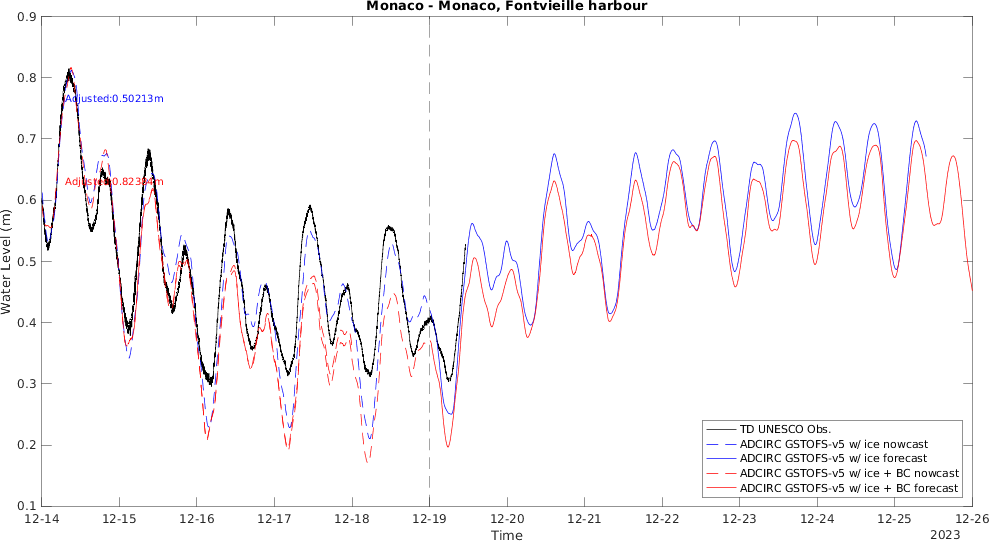 Monaco - Monaco, Fontvieille harbour
0.9
0.8
0.7
0.6
0.5
0.4
0.3
0.2
0.1
Water Level (m)
Adjusted:0.50213m
TD UNESCO Obs.
ADCIRC GSTOFS-v5 w/ ice nowcast
ADCIRC GSTOFS-v5 w/ ice forecast
ADCIRC GSTOFS-v5 w/ ice + BC nowcast
ADCIRC GSTOFS-v5 w/ ice + BC forecast
12-14 12-15 12-16 12-17 12-18 12-19 12-20 12-21 12-22 12-23 12-24 12-25 12-26
Time
2023